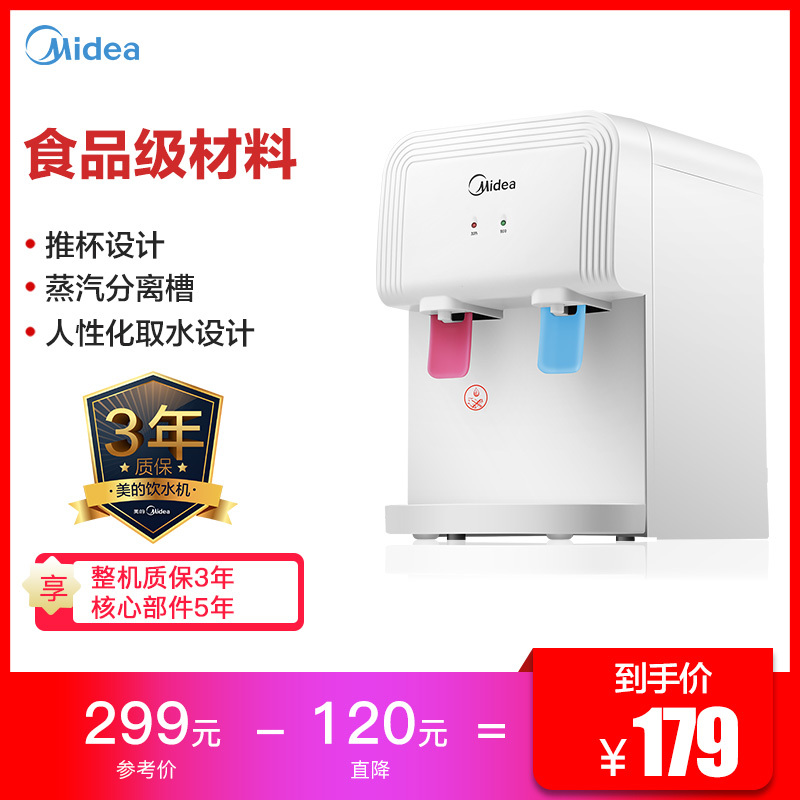 Midea
食品级材料
推杯设计
蒸汽分离槽
人性化取水设计
Midea
3年
质保
美的饮水机
美的 Midea
享
整机质保3年
核心部件5年
299元 - 120元 =
参考价
直降
到手价
¥179